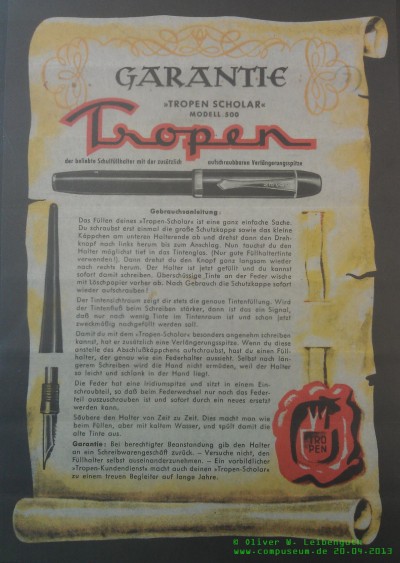 GARANTIE
»TROPEN SCHOLAR«
MODELL 500
Tropen
der beliebte Schulfüllhalter mit der zusätzlich aufschraubbaren Verlängerungsspitze
Gebrauchsanleitung:
Das Füllen deines »Tropen-Scholar« ist eine ganz einfache Sache.
Du schraubst erst einmal die große Schutzkappe sowie das kleine
Käppchen am unteren Halterende ab und drehst dann den Dreh-
knopf nach links herum bis zum Anschlag. Nun tauchst du den
Halter möglichst tief in das Tintenglas. (Nur gute Füllhaltertinte
verwenden!). Dann drehst du den Knopf ganz langsam wieder
nach rechts herum. Der Halter ist jetzt gefüllt und du kannst
sofort damit schreiben. Überschüssige Tinte an der Feder wische
mit Löschpapier vorher ab. Nach Gebrauch die Schutzkappe sofort
wieder aufschrauben!
Der Tintensichtraum zeigt dir stets die genaue Tintenfüllung. Wird
der Tintenfluß beim Schreiben stärker, dann ist das ein Signal,
daß nur noch wenig Tinte im Tintenraum ist und schon jetzt
zweckmäßig nachgefüllt werden soll.
Damit du mit dem »Tropen-Scholar« besonders angenehm schreiben
kannst, hat er zusätzlich eine Verlängerungsspitze. Wenn du diese
anstelle des Abschlußkäppchens aufschraubst, hast du einen Füll-
halter, der genau wie ein Federhalter aussieht. Selbst nach län-
gerem Schreiben wird die Hand nicht ermüden, weil der Halter
so leicht und schlank in der Hand liegt.
Die Feder hat eine Iridiumspitze und sitzt in einem Ein-
schraubteil, so daß beim Federwechsel nur noch das Feder-
teil auszuschrauben ist und sofort durch ein neues ersetzt
werden kann.
Säubere den Halter von Zeit zu Zeit. Dies macht man wie
beim Füllen, aber mit kaltem Wasser, und spült damit die
alte Tinte aus.
Garantie: Bei berechtigter Beanstandung gib den Halter
an ein Schreibwarengeschäft zurück. – Versuche nicht, den
Füllhalter selbst auseinanderzunehmen. – Ein vorbildlicher
»Tropen-Kundendienst« macht auch deinen »Tropen-Scholar«
zu einem treuen Begleiter auf lange Jahre.
TRO
PEN
© Oliver W. Leibenguth
www.compuseum.de 20-04-2013